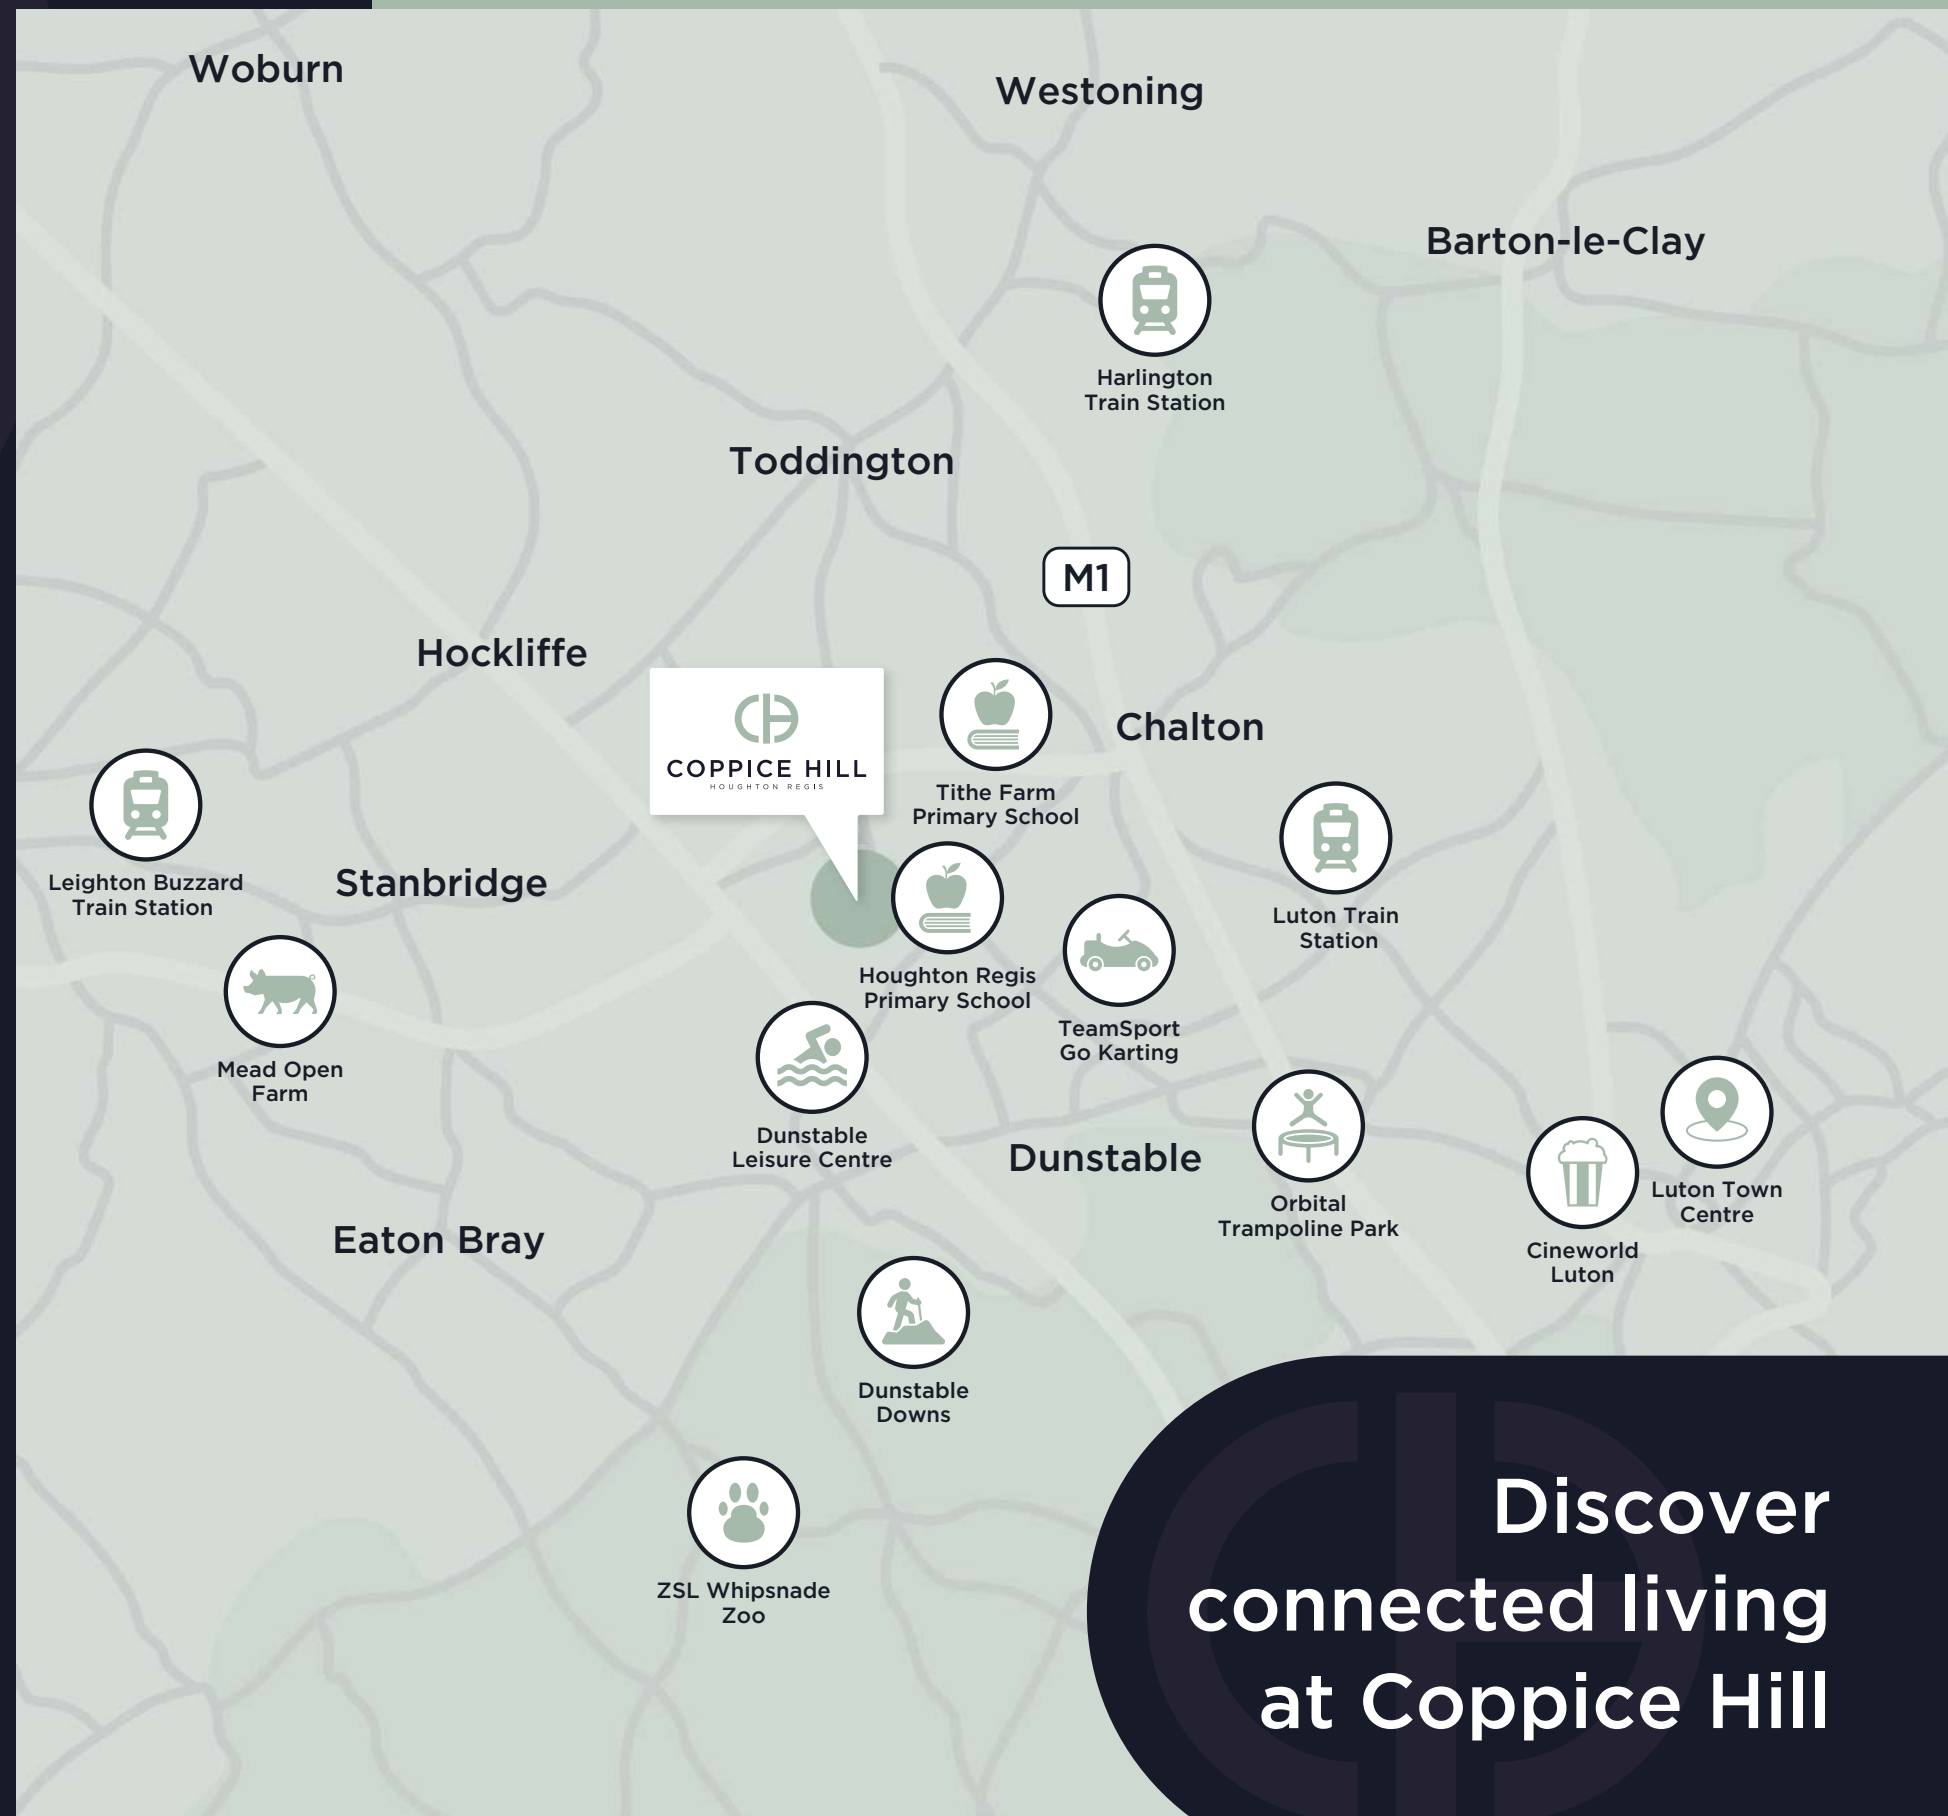 Woburn
Westoning
Barton-le-Clay
Harlington
Train Station
Toddington
M1
Hockliffe
COPPICE HILL
HOUGHTON REGIS
Tithe Farm
Primary School
Chalton
Leighton Buzzard
Train Station
Stanbridge
Luton Train
Station
Houghton Regis
Primary School
TeamSport
Go Karting
Mead Open
Farm
Dunstable
Leisure Centre
Dunstable
Orbital
Trampoline Park
Luton Town
Centre
Cineworld
Luton
Eaton Bray
Dunstable
Downs
ZSL Whipsnade
Zoo
Discover
connected living
at Coppice Hill